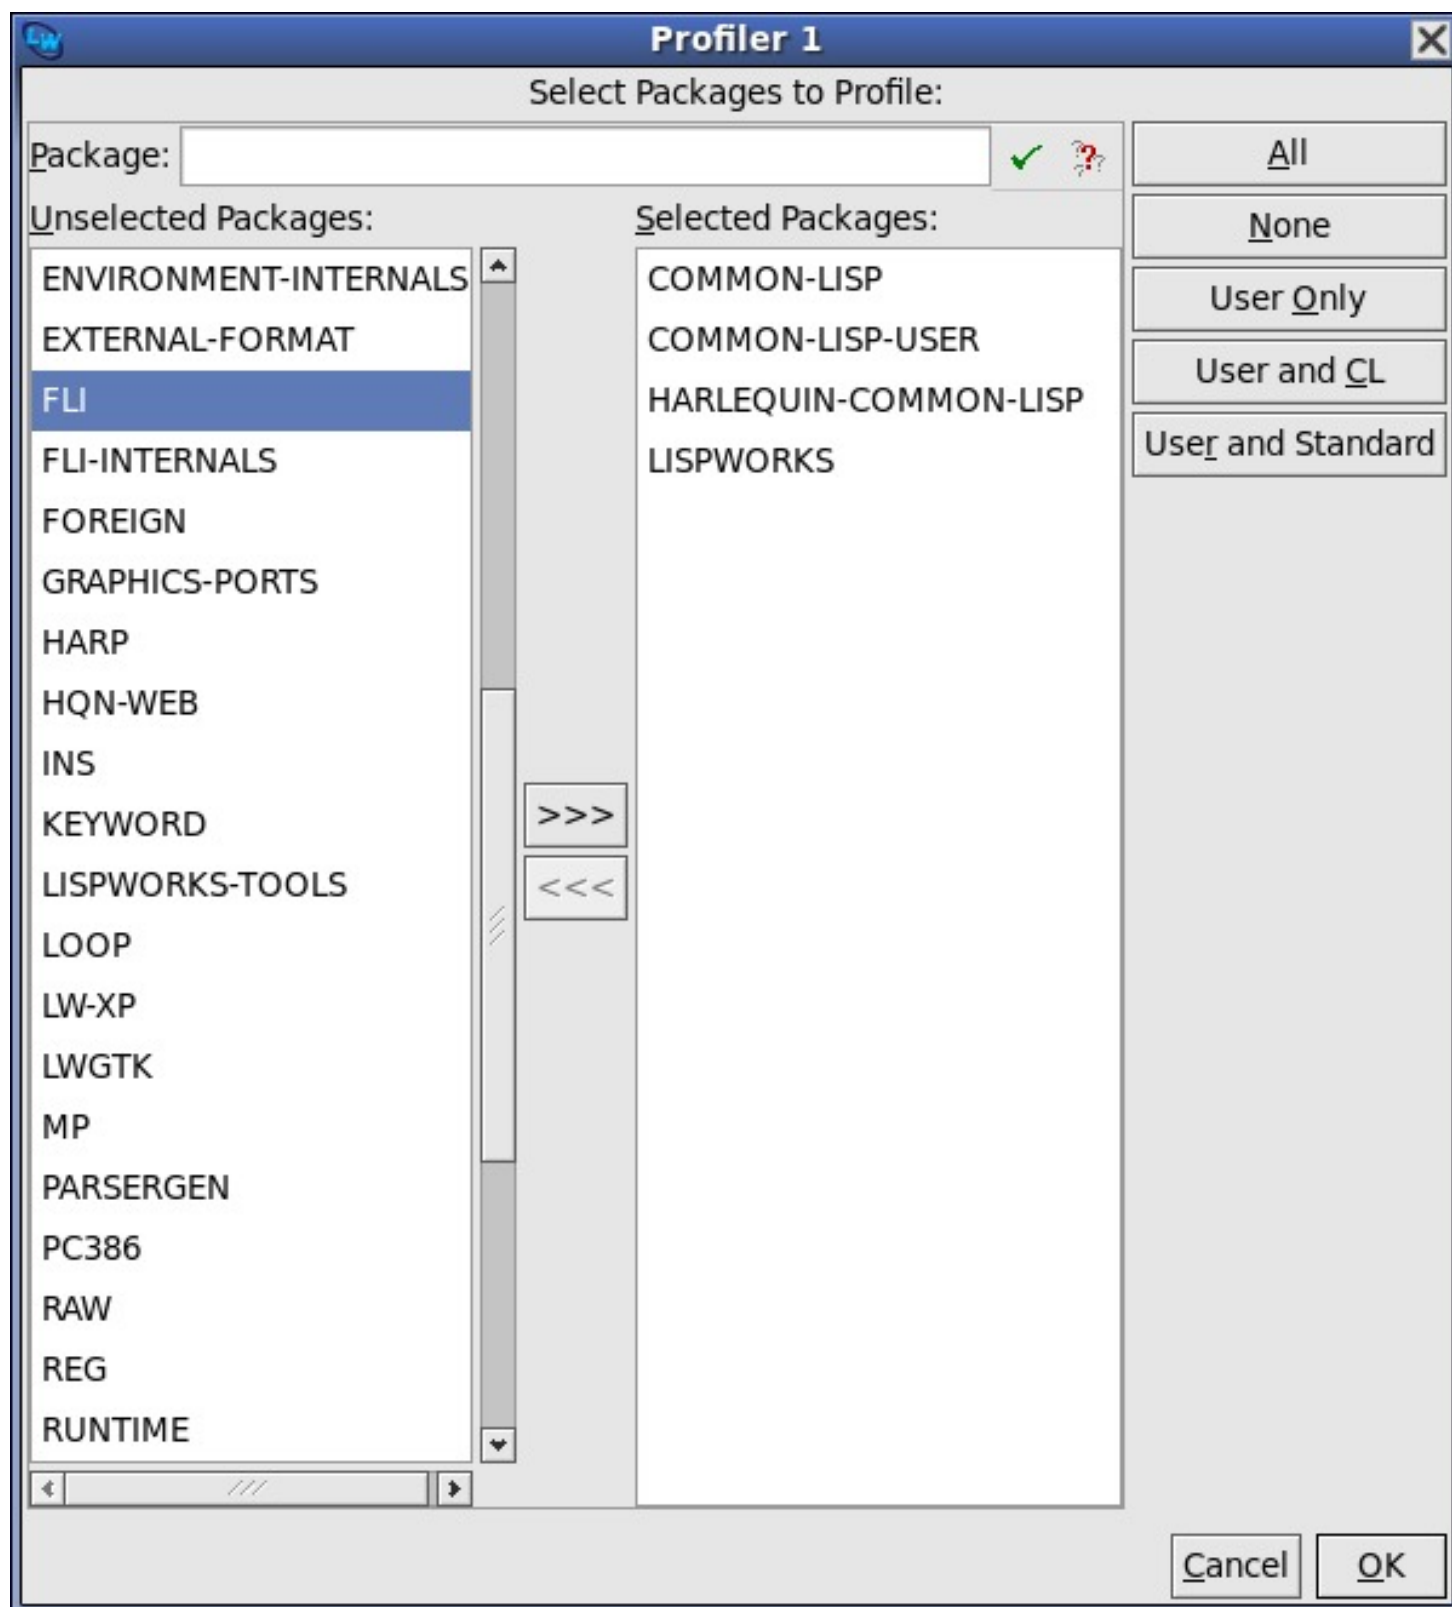 LW
Profiler 1
Select Packages to Profile:
Package:
Unselected Packages:
ENVIRONMENT-INTERNALS
EXTERNAL-FORMAT
FLI
FLI-INTERNALS
FOREIGN
GRAPHICS-PORTS
HARP
HQN-WEB
INS
KEYWORD
LISPWORKS-TOOLS
LOOP
LW-XP
LWGTK
MP
PARSERGEN
PC386
RAW
REG
RUNTIME
>>>
<<<
Selected Packages:
COMMON-LISP
COMMON-LISP-USER
HARLEQUIN-COMMON-LISP
LISPWORKS
All
None
User Only
User and CL
User and Standard
Cancel
OK